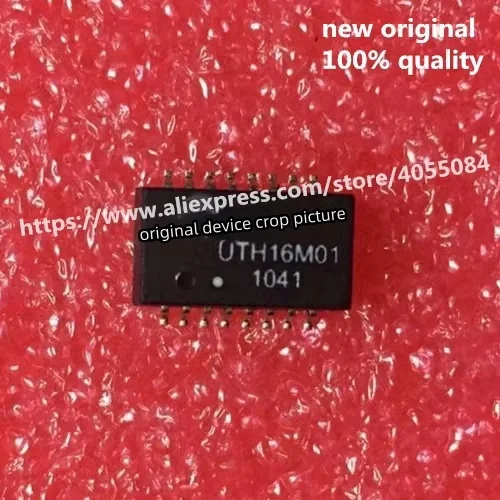 new original
100% quality
https://www.aliexpress.com/store/4055084
original device crop picture
UTH16M01
1041